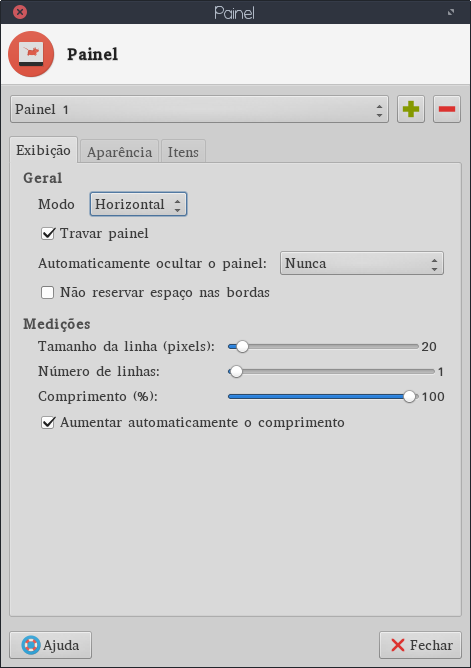 Painel
Painel
Painel 1
Exibição Aparência Itens
Geral
Modo Horizontal
Travar painel
Automaticamente ocultar o painel: Nunca
Não reservar espaço nas bordas
Medições
Tamanho da linha (pixels): 20
Número de linhas: 1
Comprimento (%): 100
Aumentar automaticamente o comprimento
Ajuda Fechar